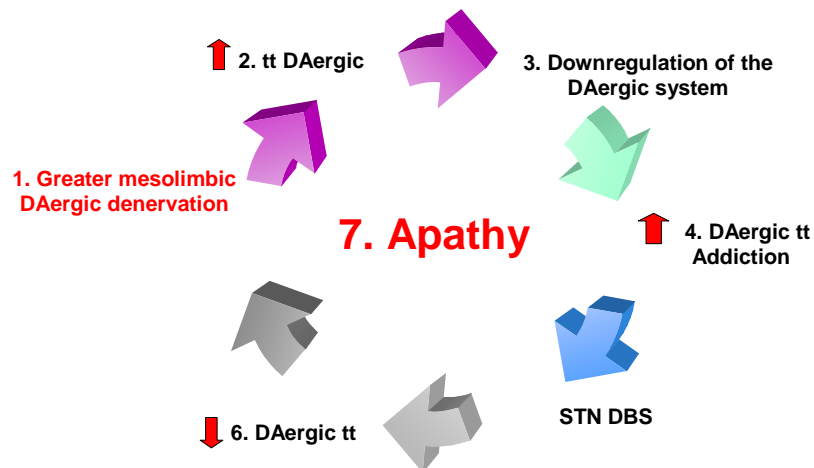 2. tt DAergic
3. Downregulation of the
DAergic system
1. Greater mesolimbic
DAergic denervation
7. Apathy
4. DAergic tt
Addiction
STN DBS
6. DAergic tt